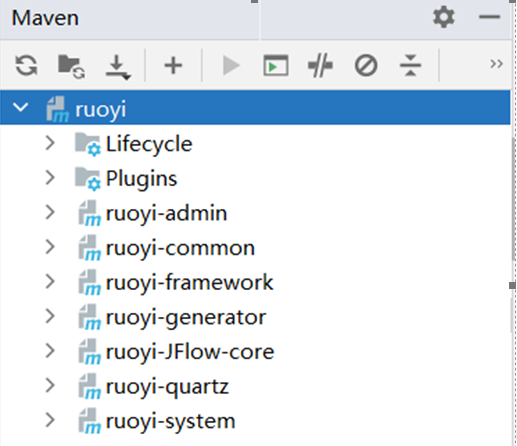 Maven
ruoyi
Lifecycle
Plugins
ruoyi-admin
ruoyi-common
ruoyi-framework
ruoyi-generator
ruoyi-JFlow-core
ruoyi-quartz
ruoyi-system